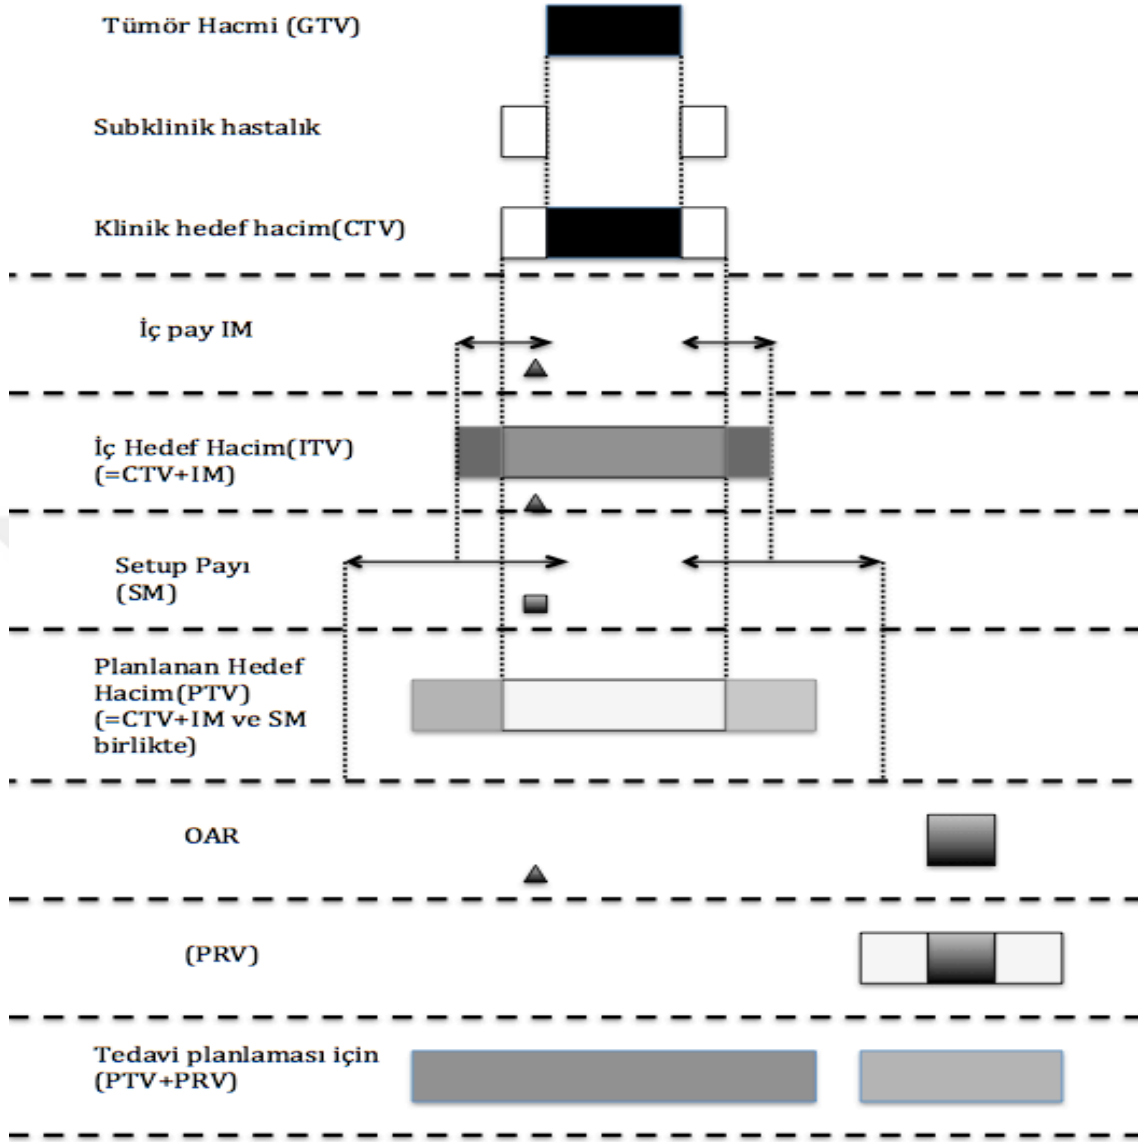 Tümör Hacmi (GTV)
Subklinik hastalık
Klinik hedef hacim(CTV)
İç pay IM
İç Hedef Hacim(ITV)
(=CTV+IM)
Setup Payı
(SM)
Planlanan Hedef
Hacim(PTV)
(=CTV+IM ve SM
birlikte)
OAR
(PRV)
Tedavi planlaması için
(PTV+PRV)